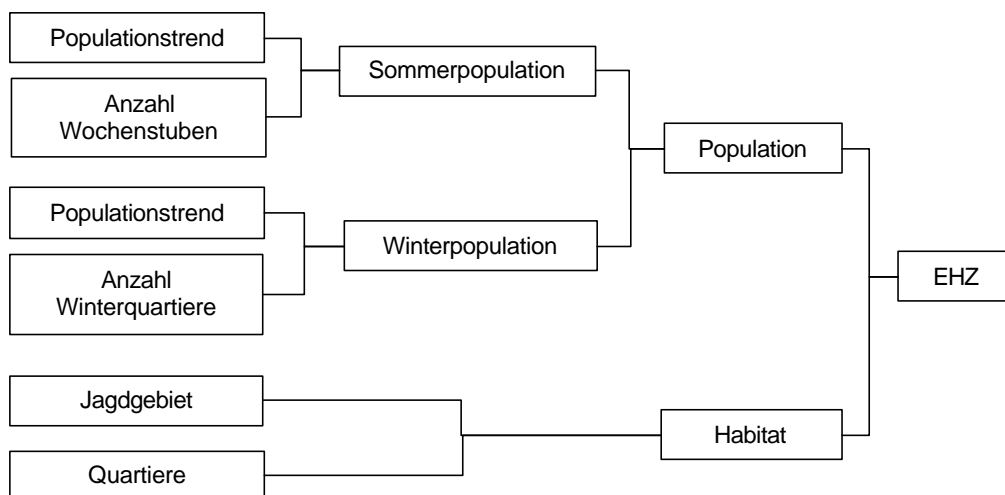 Populationstrend
Sommerpopulation
Anzahl
Wochenstuben
Population
Populationstrend
Winterpopulation
Anzahl
Winterquartiere
EHZ
Jagdgebiet
Habitat
Quartiere